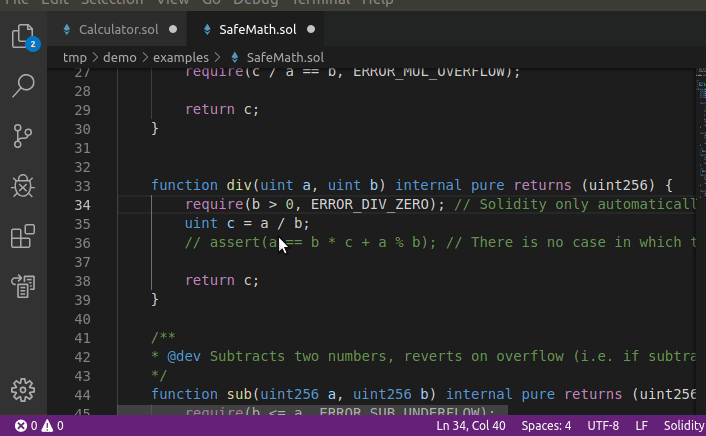 File Edit Selection View Go Debug Terminal Help
Calculator.sol
SafeMath.sol
2
tmp > demo > examples > SafeMath.sol
27 require(c / a == b, ERROR_MUL_OVERFLOW);
28
29 return c;
30 }
31
32
33 function div(uint a, uint b) internal pure returns (uint256) {
34 require(b > 0, ERROR_DIV_ZERO); // Solidity only automaticall
35 uint c = a / b;
36 // assert(a == b * c + a % b); // There is no case in which t
37
38 return c;
39 }
40
41 /**
42 * @dev Subtracts two numbers, reverts on overflow (i.e. if subtra
43 */
44 function sub(uint256 a, uint256 b) internal pure returns (uint256
45 require(b <= a, ERROR_SUB_UNDERFLOW);
0 0 Ln 34, Col 40 Spaces: 4 UTF-8 LF Solidity